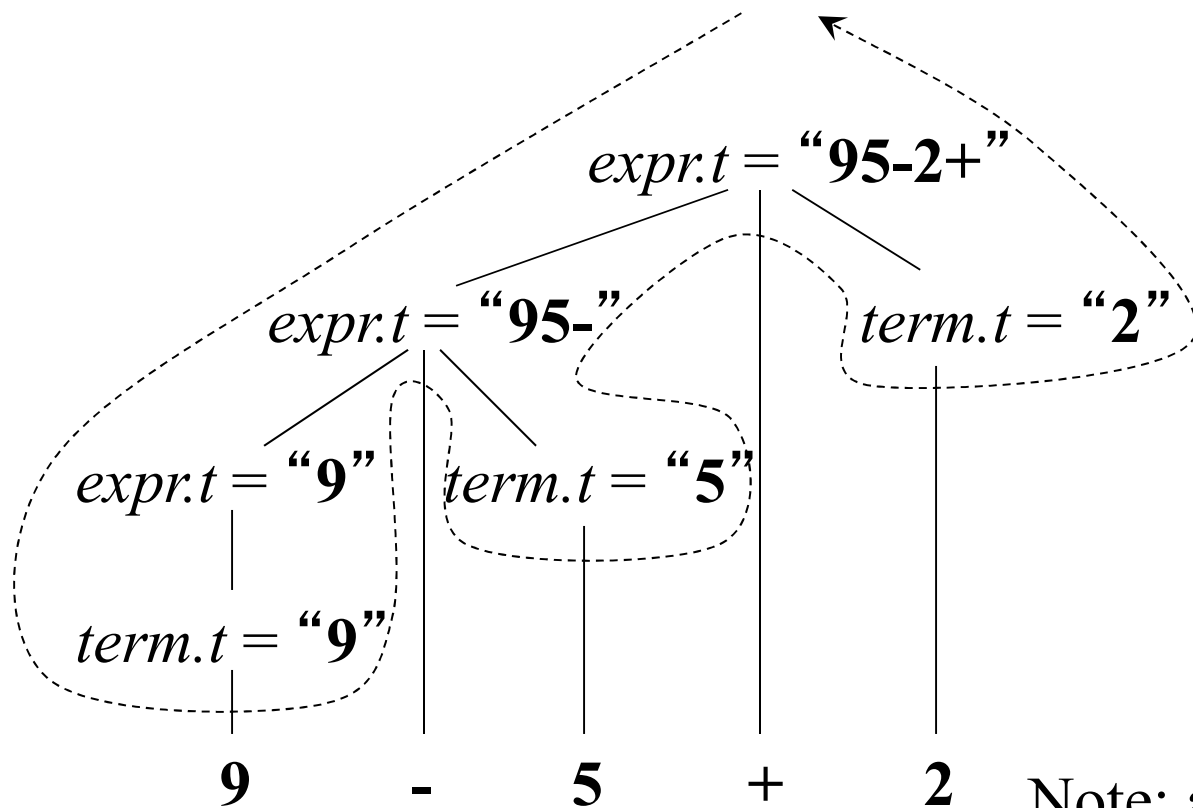 expr.t = “95-2+”
expr.t = “95-”
term.t = “2”
expr.t = “9”
term.t = “5”
term.t = “9”
9 - 5 + 2
Note: